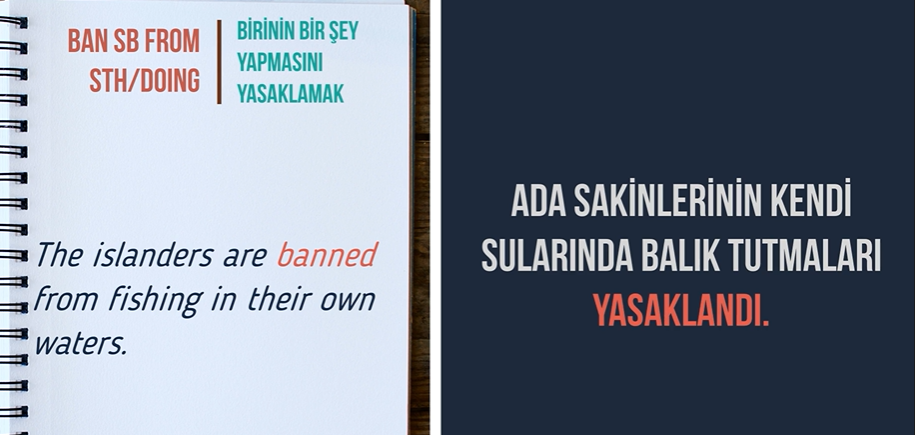 BAN SB FROM
STH/DOING
BİRİNİN BİR ŞEY
YAPMASINI
YASAKLAMAK
The islanders are banned
from fishing in their own
waters.
ADA SAKİNLERİNİN KENDİ
SULARINDA BALIK TUTMALARI
YASAKLANDI.